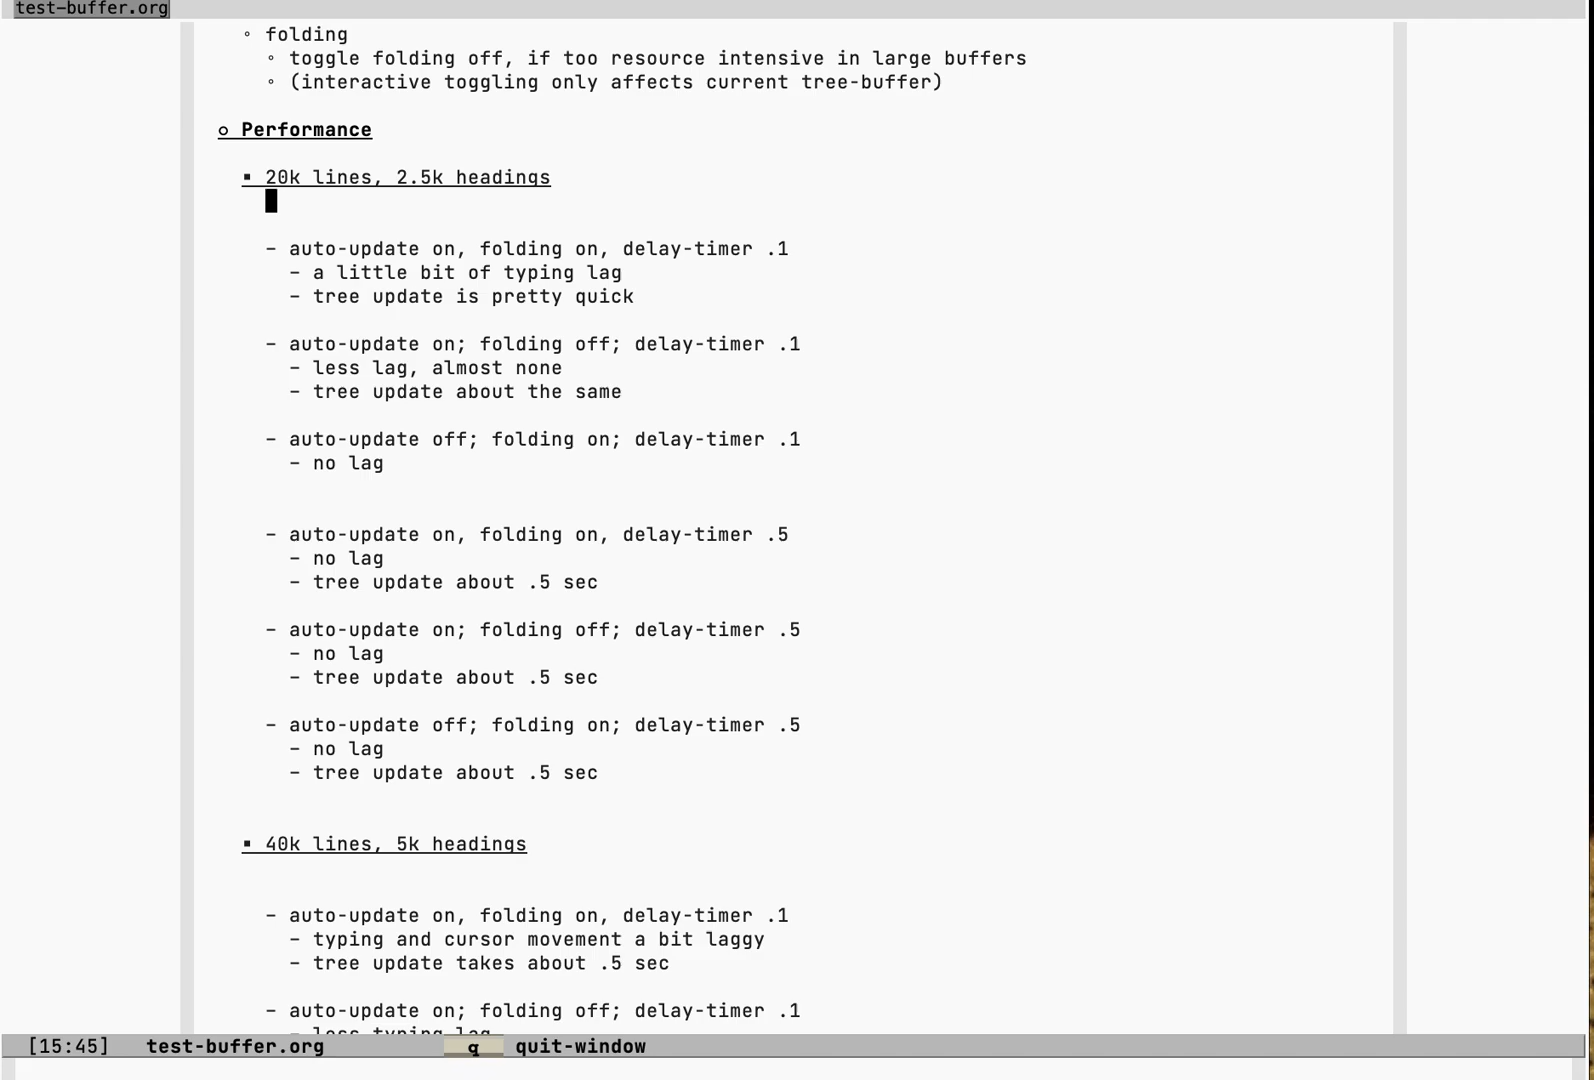 test-buffer.org
◦ folding
◦ toggle folding off, if too resource intensive in large buffers
◦ (interactive toggling only affects current tree-buffer)
○ Performance
▪ 20k lines, 2.5k headings
– auto-update on, folding on, delay-timer .1
– a little bit of typing lag
– tree update is pretty quick
– auto-update on; folding off; delay-timer .1
– less lag, almost none
– tree update about the same
– auto-update off; folding on; delay-timer .1
– no lag
– auto-update on, folding on, delay-timer .5
– no lag
– tree update about .5 sec
– auto-update on; folding off; delay-timer .5
– no lag
– tree update about .5 sec
– auto-update off; folding on; delay-timer .5
– no lag
– tree update about .5 sec
▪ 40k lines, 5k headings
– auto-update on, folding on, delay-timer .1
– typing and cursor movement a bit laggy
– tree update takes about .5 sec
– auto-update on; folding off; delay-timer .1
– less typing lag
[15:45] test-buffer.org q quit-window